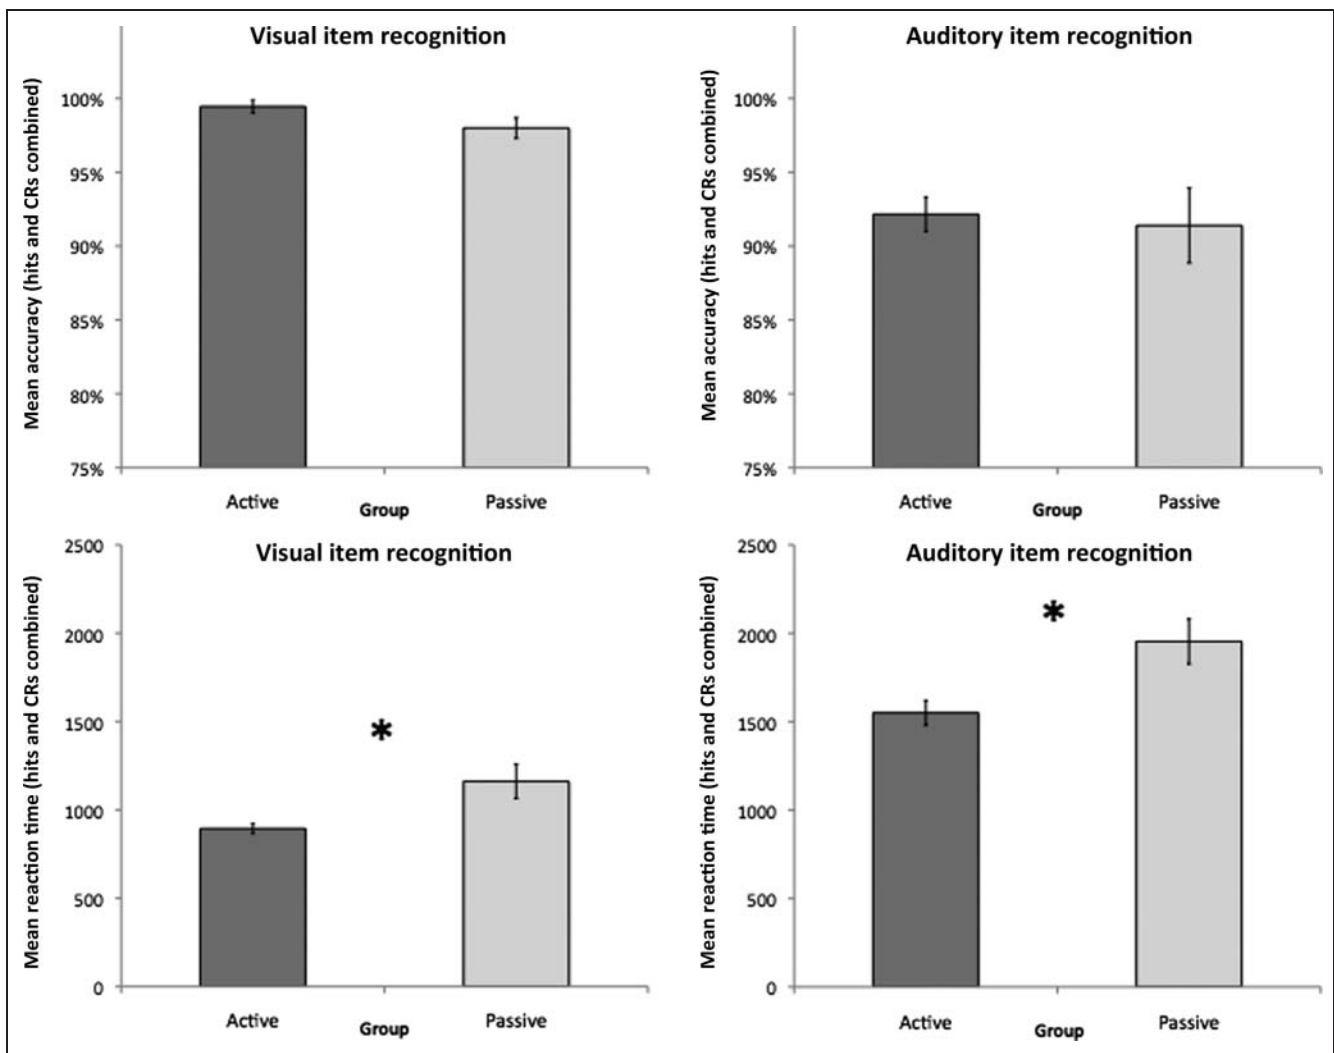 Visual item recognition
Mean accuracy (hits and CRs combined)
100%
95%
90%
85%
80%
75%
Active
Group
Passive
Auditory item recognition
Mean accuracy (hits and CRs combined)
100%
95%
90%
85%
80%
75%
Active
Group
Passive
Visual item recognition
Mean reaction time (hits and CRs combined)
2500
2000
1500
1000
500
0
*
Active
Group
Passive
Auditory item recognition
Mean reaction time (hits and CRs combined)
2500
2000
1500
1000
500
0
*
Active
Group
Passive